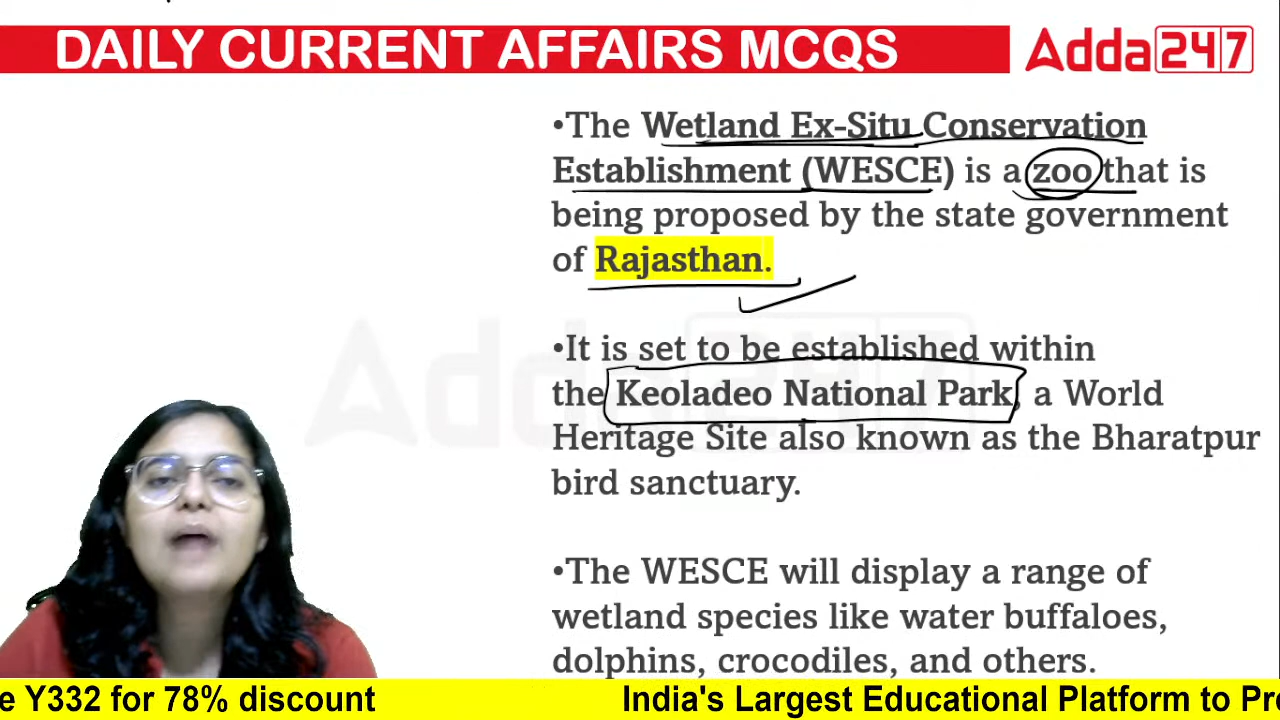 DAILY CURRENT AFFAIRS MCQS
Adda247
•The Wetland Ex-Situ Conservation
Establishment (WESCE) is a zoo that is
being proposed by the state government
of Rajasthan.
•It is set to be established within
the Keoladeo National Park, a World
Heritage Site also known as the Bharatpur
bird sanctuary.
•The WESCE will display a range of
wetland species like water buffaloes,
dolphins, crocodiles, and others.
Adda247
e Y332 for 78% discount
India's Largest Educational Platform to Pre